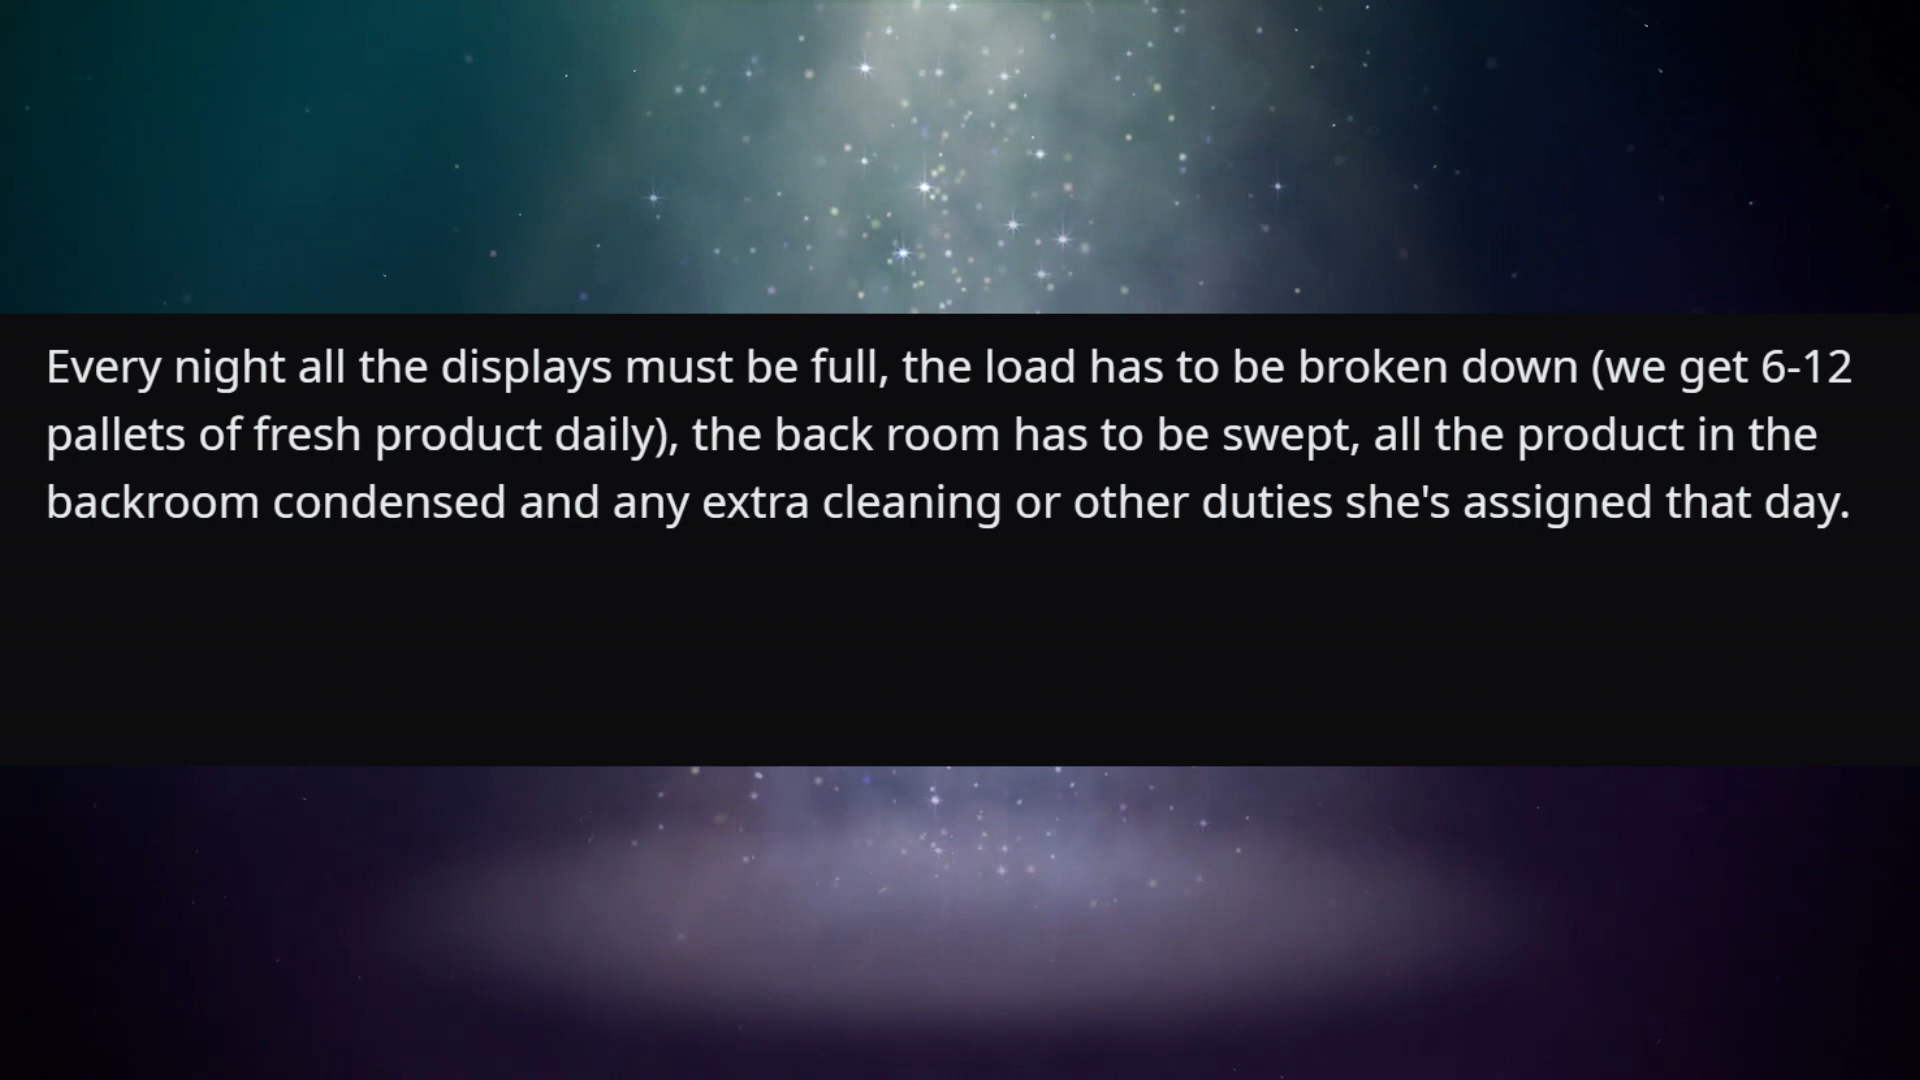 Every night all the displays must be full, the load has to be broken down (we get 6-12
pallets of fresh product daily), the back room has to be swept, all the product in the
backroom condensed and any extra cleaning or other duties she's assigned that day.